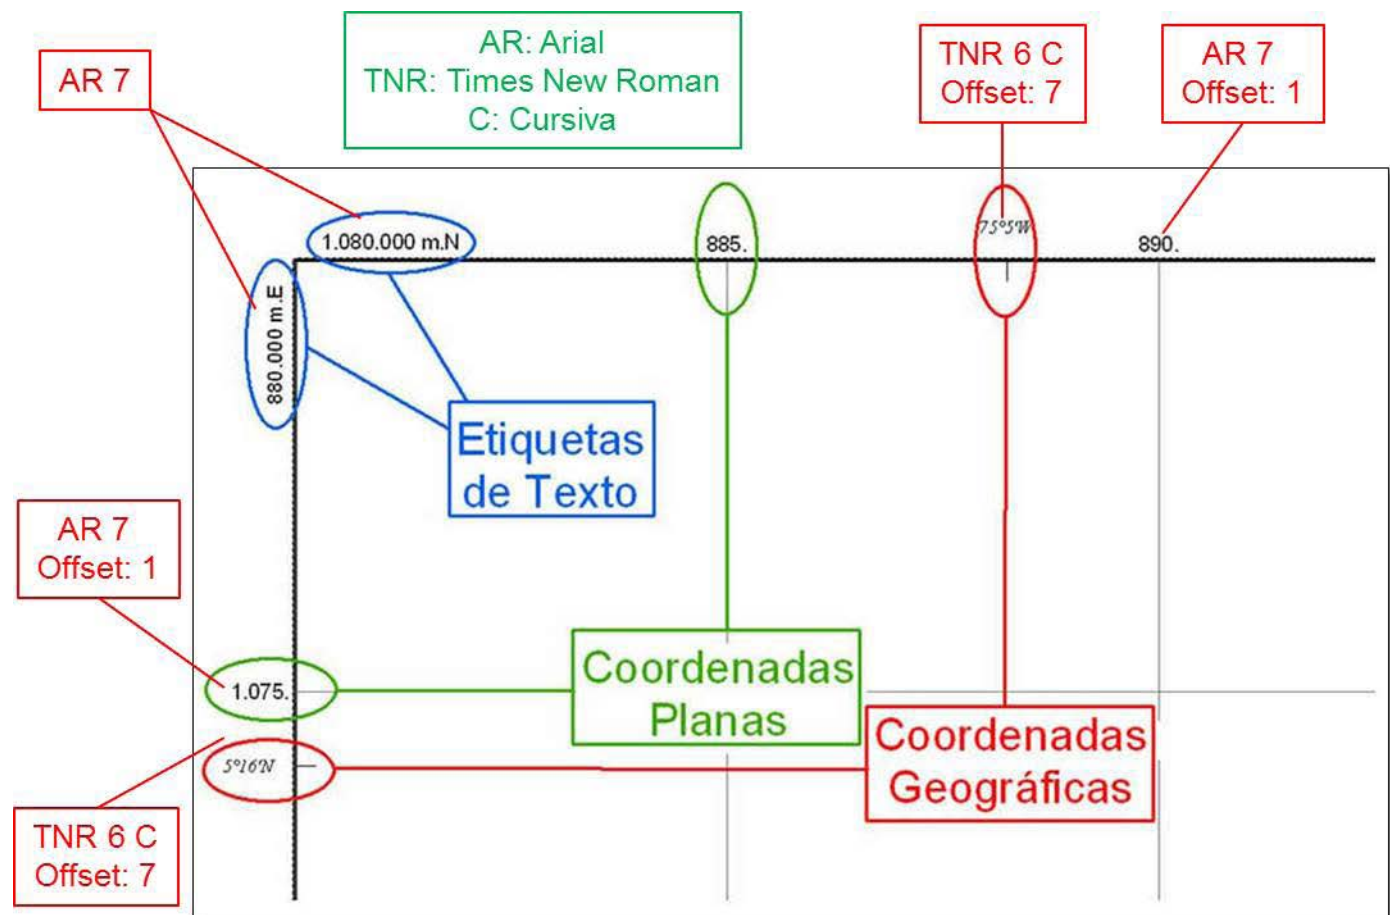 AR: Arial
TNR: Times New Roman
C: Cursiva
AR 7
TNR 6 C
Offset: 7
AR 7
Offset: 1
1.080.000 m.N
885.
75°5'W
890.
880.000 m.E
Etiquetas
de Texto
AR 7
Offset: 1
Coordenadas
Planas
1.075.
Coordenadas
Geográficas
5°16'N
TNR 6 C
Offset: 7